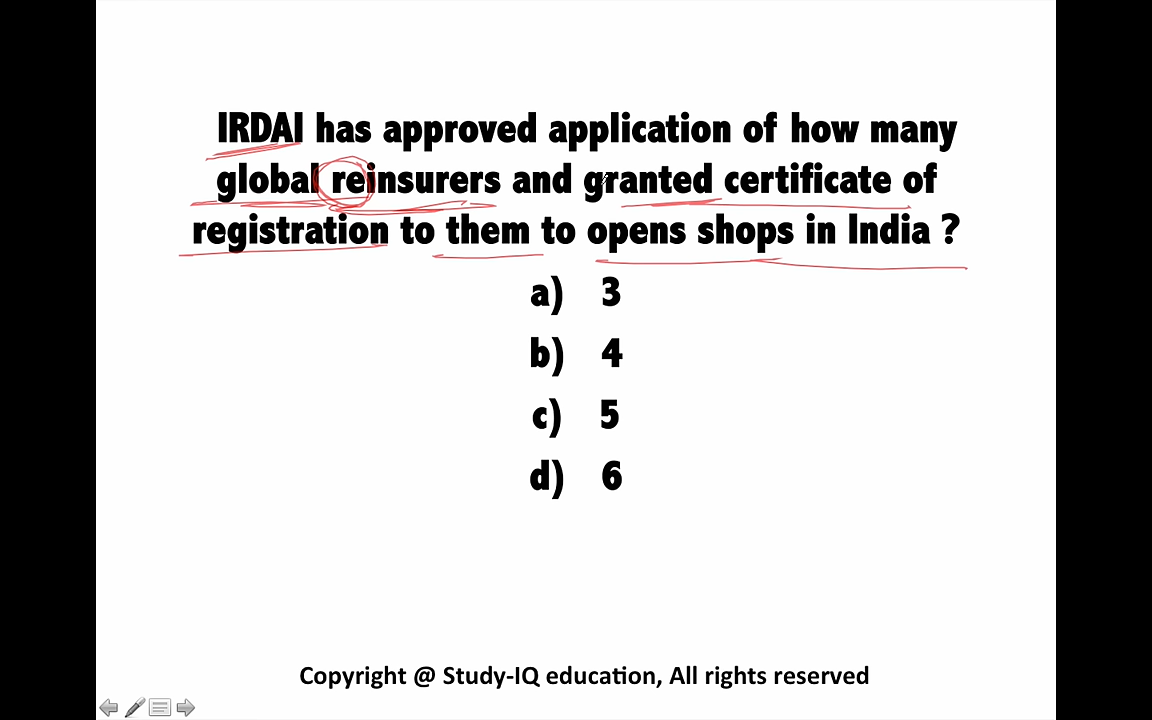 IRDAI has approved application of how many
global reinsurers and granted certificate of
registration to them to opens shops in India ?
a) 3
b) 4
c) 5
d) 6
Copyright @ Study-IQ education, All rights reserved